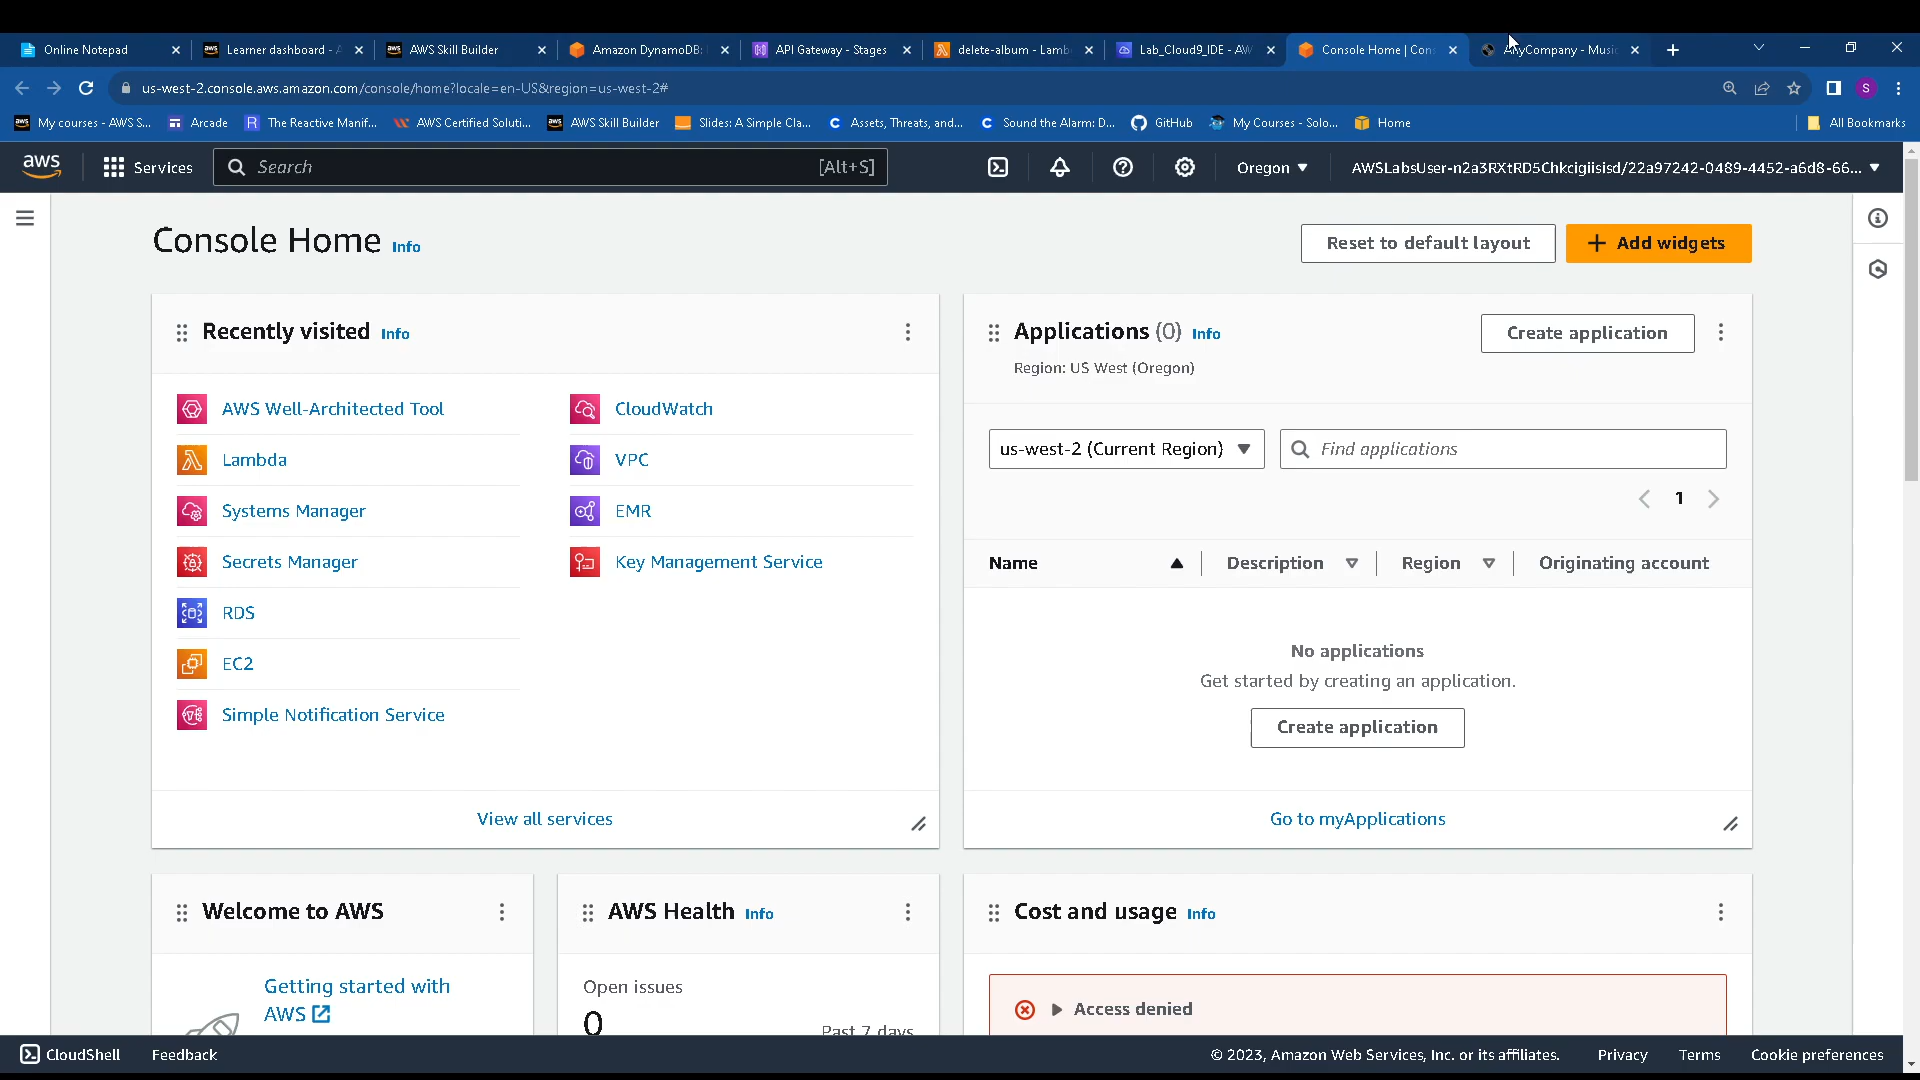 Online Notepad
Learner dashboard - A
AWS Skill Builder
Amazon DynamoDB:
API Gateway - Stages
delete-album - Lamb
Lab_Cloud9_IDE - AW
Console Home | Cons
AnyCompany - Music
us-west-2.console.aws.amazon.com/console/home?locale=en-US&region=us-west-2#
S
My courses - AWS S...
Arcade
The Reactive Manif...
AWS Certified Soluti...
AWS Skill Builder
Slides: A Simple Cla...
Assets, Threats, and...
Sound the Alarm: D...
GitHub
My Courses - Solo...
Home
All Bookmarks
aws
Services
Search
[Alt+S]
Oregon
AWSLabsUser-n2a3RXtRD5Chkcigiisisd/22a97242-0489-4452-a6d8-66...
Console Home Info
Reset to default layout
Add widgets
Recently visited Info
AWS Well-Architected Tool
Lambda
Systems Manager
Secrets Manager
RDS
EC2
Simple Notification Service
CloudWatch
VPC
EMR
Key Management Service
View all services
Applications (0) Info
Region: US West (Oregon)
Create application
us-west-2 (Current Region)
Find applications
1
Name
Description
Region
Originating account
No applications
Get started by creating an application.
Create application
Go to myApplications
Welcome to AWS
Getting started with
AWS
AWS Health Info
Open issues
0
Past 7 days
Cost and usage Info
Access denied
CloudShell
Feedback
© 2023, Amazon Web Services, Inc. or its affiliates.
Privacy
Terms
Cookie preferences